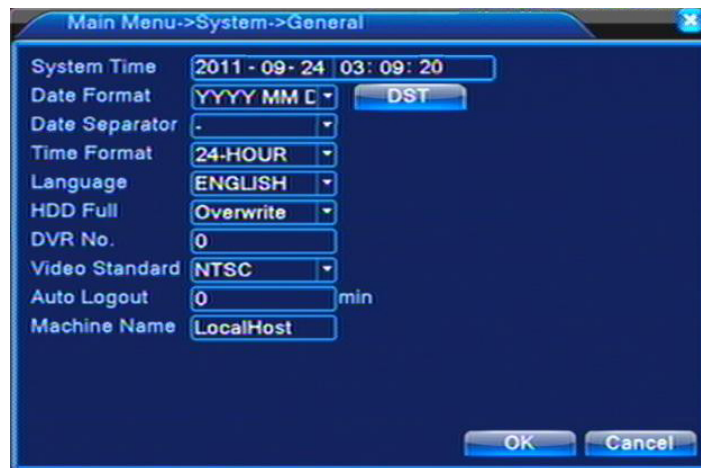 Main Menu->System->General
System Time 2011-09-24 03:09:20
Date Format YYYY MM D DST
Date Separator -
Time Format 24-HOUR
Language ENGLISH
HDD Full Overwrite
DVR No. 0
Video Standard NTSC
Auto Logout 0 min
Machine Name LocalHost
OK Cancel